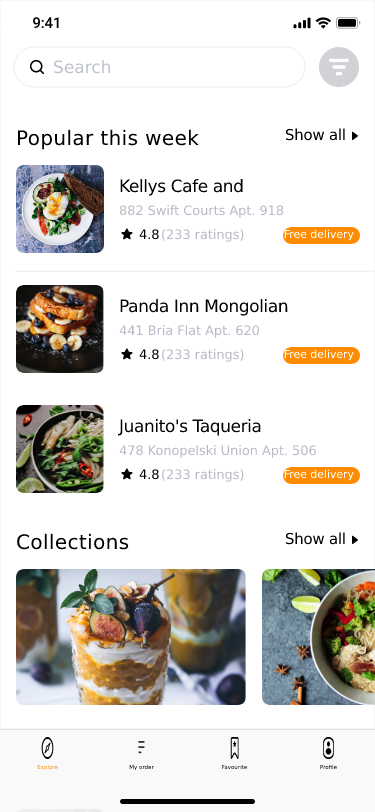 9:41
Search
Popular this week
Show all
Kellys Cafe and
882 Swift Courts Apt. 918
4.8 (233 ratings)
Free delivery
Panda Inn Mongolian
441 Bria Flat Apt. 620
4.8 (233 ratings)
Free delivery
Juanito's Taqueria
478 Konopelski Union Apt. 506
4.8 (233 ratings)
Free delivery
Collections
Show all
Explore
My order
Favourite
Profile